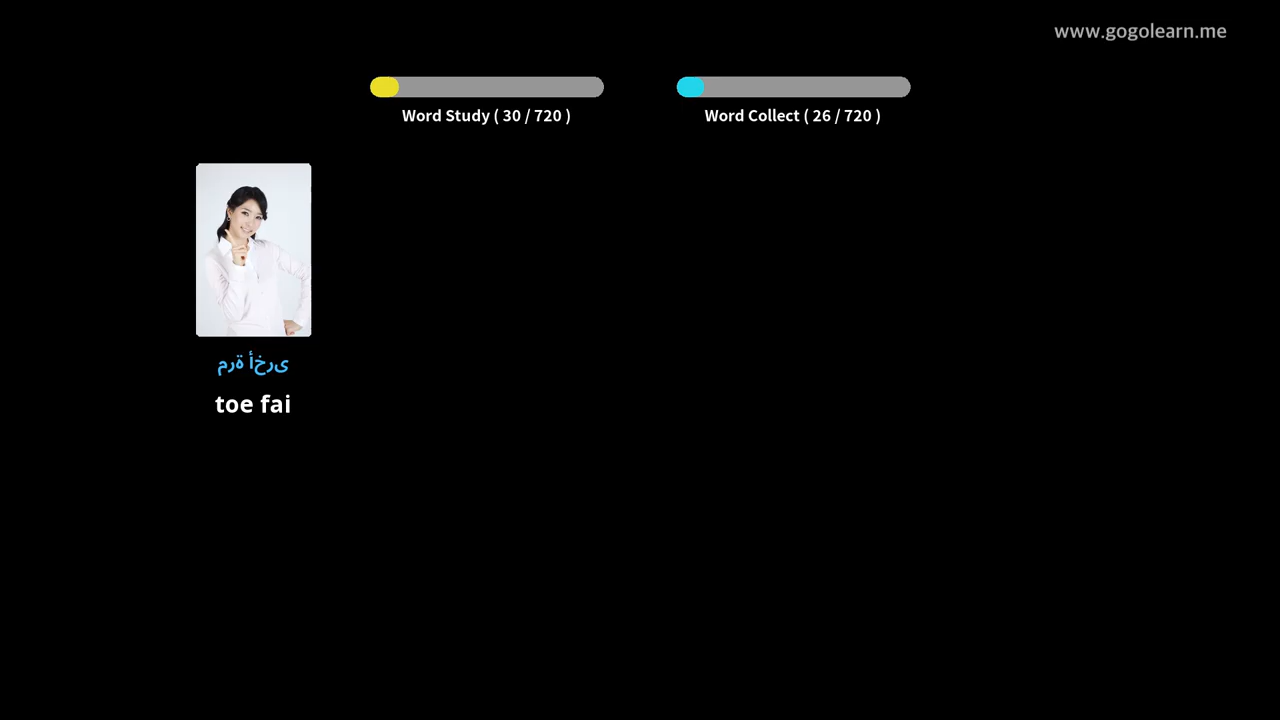 www.gogolearn.me
Word Study ( 30 / 720 )
Word Collect ( 26 / 720 )
مرة أخرى
toe fai